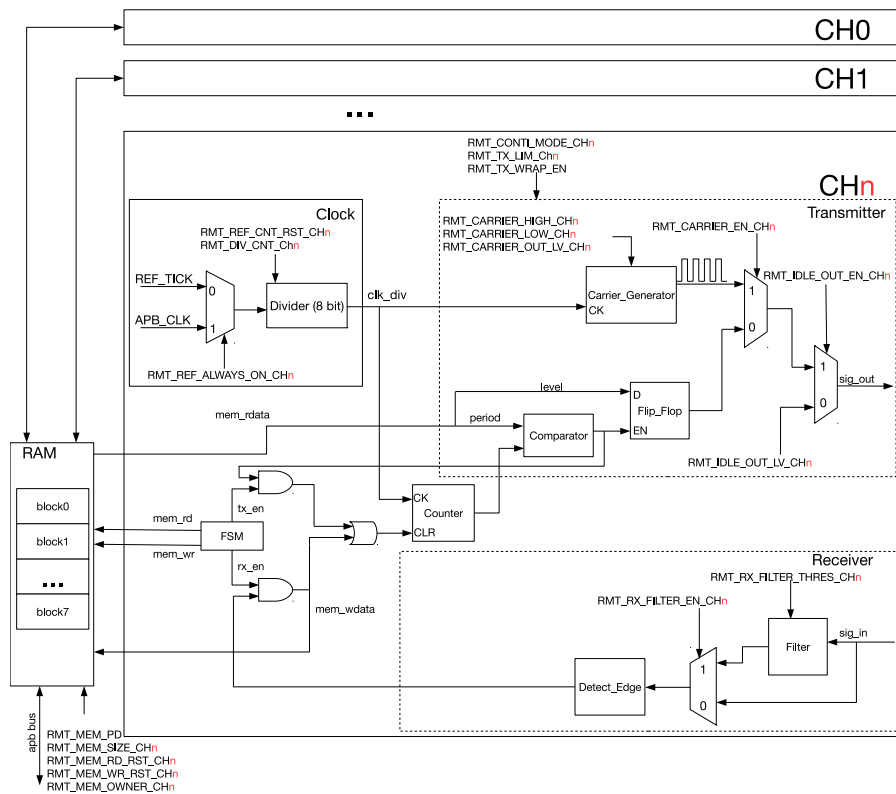 CH0
CH1
...
RMT_CONTI_MODE_CHn
RMT_TX_LIM_Chn
RMT_TX_WRAP_EN
CHn
Clock
Transmitter
RMT_REF_CNT_RST_CHn
RMT_DIV_CNT_Chn
RMT_CARRIER_HIGH_CHn
RMT_CARRIER_LOW_CHn
RMT_CARRIER_OUT_LV_CHn
RMT_CARRIER_EN_CHn
RMT_IDLE_OUT_EN_CHn
REF_TICK
0
Divider (8 bit)
clk_div
Carrier_Generator
CK
1
0
APB_CLK
1
RMT_REF_ALWAYS_ON_CHn
1
0
sig_out
level
D
Flip_Flop
EN
mem_rdata
period
Comparator
RMT_IDLE_OUT_LV_CHn
RAM
block0
block1
...
block7
mem_rd
mem_wr
tx_en
FSM
rx_en
CK
Counter
CLR
mem_wdata
Receiver
RMT_RX_FILTER_THRES_CHn
RMT_RX_FILTER_EN_CHn
sig_in
Filter
1
0
Detect_Edge
apb bus
RMT_MEM_PD
RMT_MEM_SIZE_CHn
RMT_MEM_RD_RST_CHn
RMT_MEM_WR_RST_CHn
RMT_MEM_OWNER_CHn